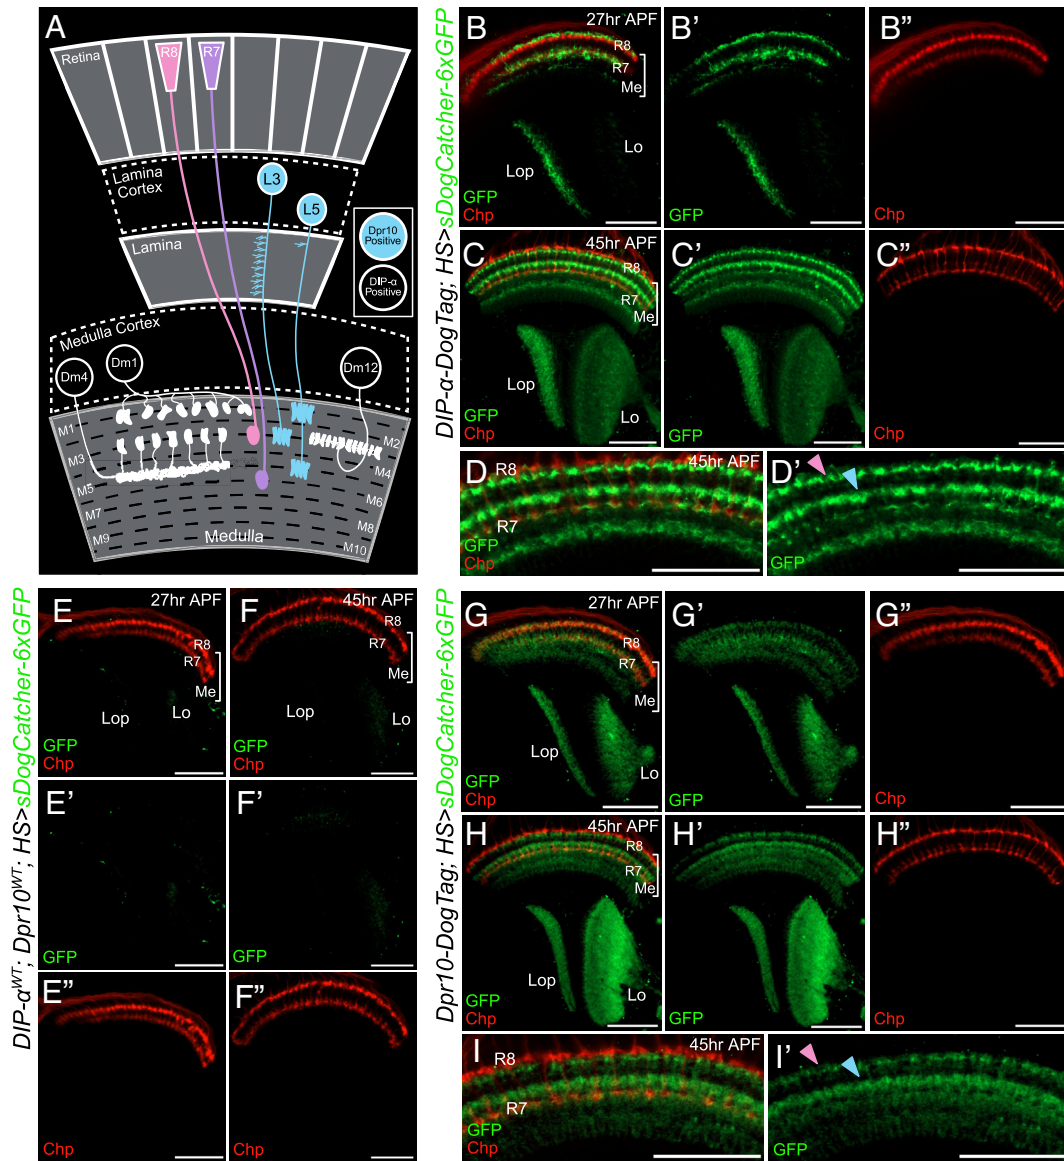 A
Retina
R8
R7
Lamina
Cortex
L3
L5
Dpr10
Positive
DIP-α
Positive
Lamina
Medulla Cortex
Dm4
Dm1
Dm12
M1
M2
M3
M4
M5
M6
M7
M8
M9
M10
Medulla
DIP-α-DogTag; HS>sDogCatcher-6xGFP
B
27hr APF
R8
R7
Me
Lop
Lo
GFP
Chp
B’
GFP
B”
Chp
C
45hr APF
R8
R7
Me
Lop
Lo
GFP
Chp
C’
GFP
C”
Chp
D
45hr APF
R8
R7
GFP
Chp
D’
GFP
DIP-αWT; Dpr10WT; HS>sDogCatcher-6xGFP
E
27hr APF
R8
R7
Me
Lop
Lo
GFP
Chp
F
45hr APF
R8
R7
Me
Lop
Lo
GFP
Chp
E’
GFP
F’
GFP
E”
Chp
F”
Chp
Dpr10-DogTag; HS>sDogCatcher-6xGFP
G
27hr APF
R8
R7
Me
Lop
Lo
GFP
Chp
G’
GFP
G”
Chp
H
45hr APF
R8
R7
Me
Lop
Lo
GFP
Chp
H’
GFP
H”
Chp
I
45hr APF
R8
R7
GFP
Chp
I’
GFP